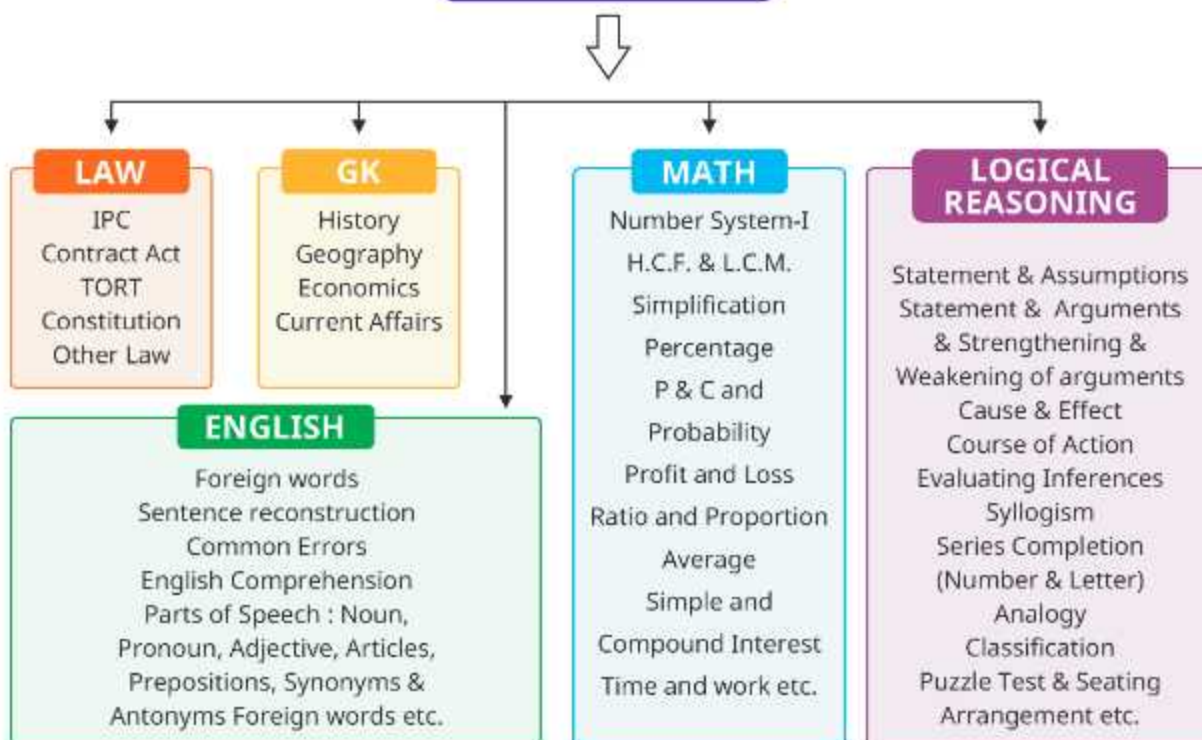 LAW
IPC
Contract Act
TORT
Constitution
Other Law
GK
History
Geography
Economics
Current Affairs
ENGLISH
Foreign words
Sentence reconstruction
Common Errors
English Comprehension
Parts of Speech : Noun,
Pronoun, Adjective, Articles,
Prepositions, Synonyms &
Antonyms Foreign words etc.
MATH
Number System-I
H.C.F. & L.C.M.
Simplification
Percentage
P & C and
Probability
Profit and Loss
Ratio and Proportion
Average
Simple and
Compound Interest
Time and work etc.
LOGICAL
REASONING
Statement & Assumptions
Statement & Arguments
& Strengthening &
Weakening of arguments
Cause & Effect
Course of Action
Evaluating Inferences
Syllogism
Series Completion
(Number & Letter)
Analogy
Classification
Puzzle Test & Seating
Arrangement etc.